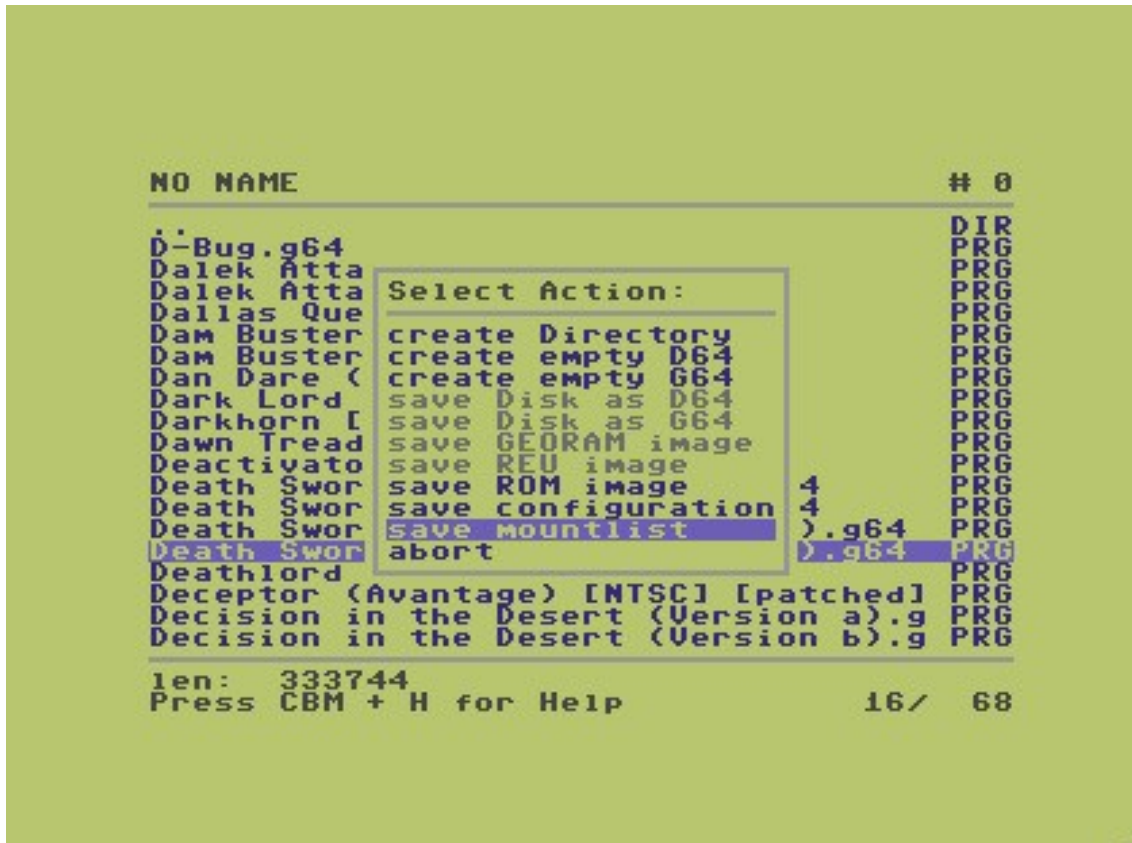 NO NAME # 0
.. DIR
D-Bug.g64 PRG
Dalek Atta PRG
Dalek Atta Select Action: PRG
Dallas Que PRG
Dam Buster create Directory PRG
Dam Buster create empty D64 PRG
Dan Dare ( create empty G64 PRG
Dark Lord save Disk as D64 PRG
Darkhorn [ save Disk as G64 PRG
Dawn Tread save GEORAM image PRG
Deactivato save REU image PRG
Death Swor save ROM image 4 PRG
Death Swor save configuration 4 PRG
Death Swor save mountlist ).g64 PRG
Death Swor abort ).g64 PRG
Deathlord PRG
Deceptor (Avantage) [NTSC] [patched] PRG
Decision in the Desert (Version a).g PRG
Decision in the Desert (Version b).g PRG
len: 333744
Press CBM + H for Help 16/ 68